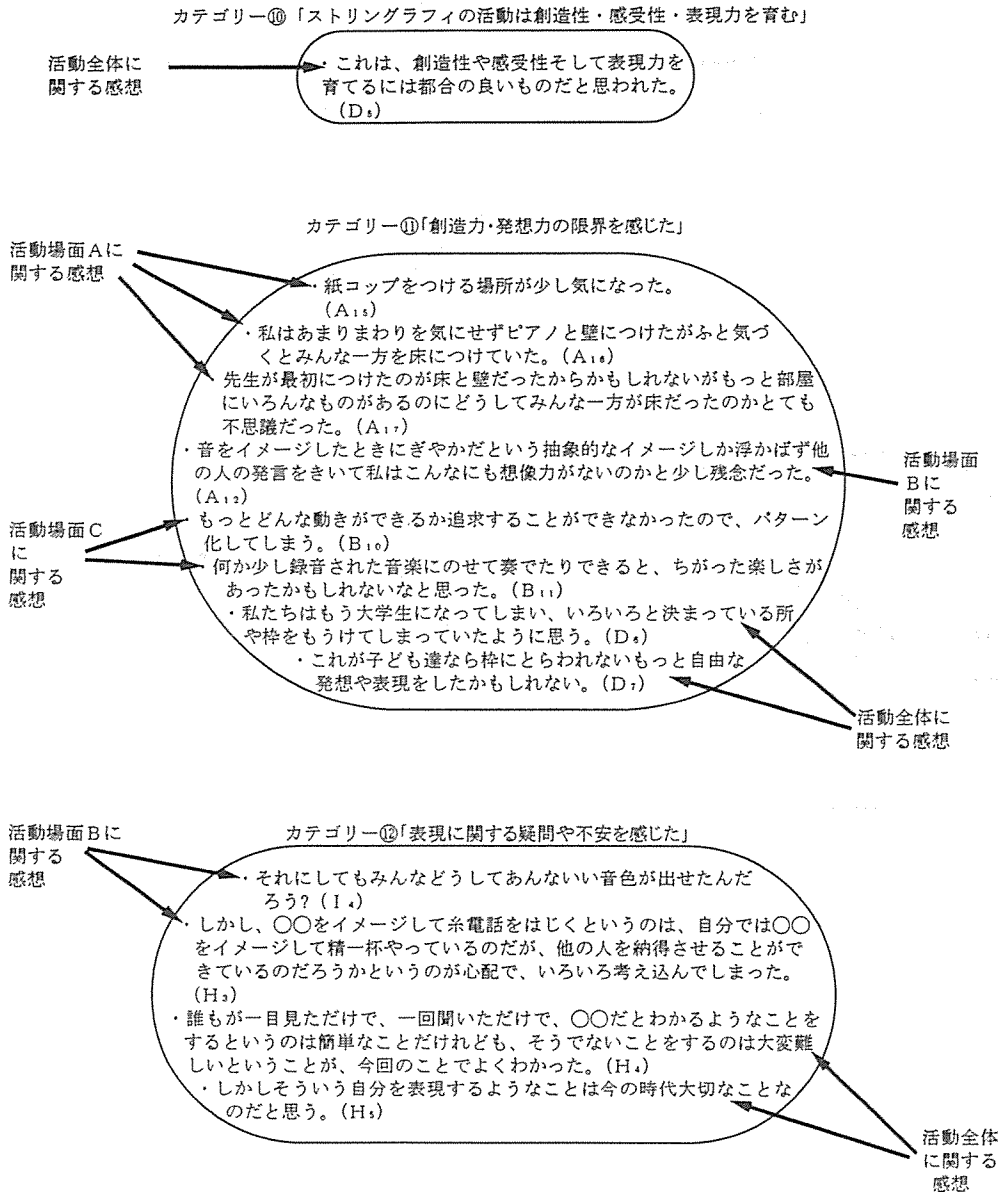 カテゴリー⑩「ストリングラフィの活動は創造性・感受性・表現力を育む」
活動全体に
関する感想
・これは、創造性や感受性そして表現力を
育てるには都合の良いものだと思われた。
(D₅)
カテゴリー⑪「創造力・発想力の限界を感じた」
活動場面Aに
関する感想
・紙コップをつける場所が少し気になった。
(A₁₅)
・私はあまりまわりを気にせずピアノと壁につけたがふと気づ
くとみんな一方を床につけていた。(A₁₆)
先生が最初につけたのが床と壁だったからかもしれないがもっと部屋
にいろんなものがあるのにどうしてみんな一方が床だったのかとても
不思議だった。(A₁₇)
・音をイメージしたときにぎやかだという抽象的なイメージしか浮かばず他
の人の発言をきいて私はこんなにも想像力がないのかと少し残念だった。
(A₁₂)
活動場面
Bに
関する
感想
活動場面C
に
関する
感想
もっとどんな動きができるか追求することができなかったので、パターン
化してしまう。(B₁₀)
何か少し録音された音楽にのせて奏でたりできると、ちがった楽しさが
あったかもしれないなと思った。(B₁₁)
・私たちはもう大学生になってしまい、いろいろと決まっている所
や枠をもうけてしまっていたように思う。(D₆)
・これが子ども達なら枠にとらわれないもっと自由な
発想や表現をしたかもしれない。(D₇)
活動全体に
関する感想
カテゴリー⑫「表現に関する疑問や不安を感じた」
活動場面Bに
関する
感想
・それにしてもみんなどうしてあんないい音色が出せたんだ
ろう?(I₄)
・しかし、○○をイメージして糸電話をはじくというのは、自分では○○
をイメージして精一杯やっているのだが、他の人を納得させることがで
きているのだろうかというのが心配で、いろいろ考え込んでしまった。
(H₃)
・誰もが一目見ただけで、一回聞いただけで、○○だとわかるようなことを
するというのは簡単なことだけれども、そうでないことをするのは大変難
しいということが、今回のことでよくわかった。(H₄)
・しかしそういう自分を表現するようなことは今の時代大切なことな
のだと思う。(H₅)
活動全体
に関する
感想